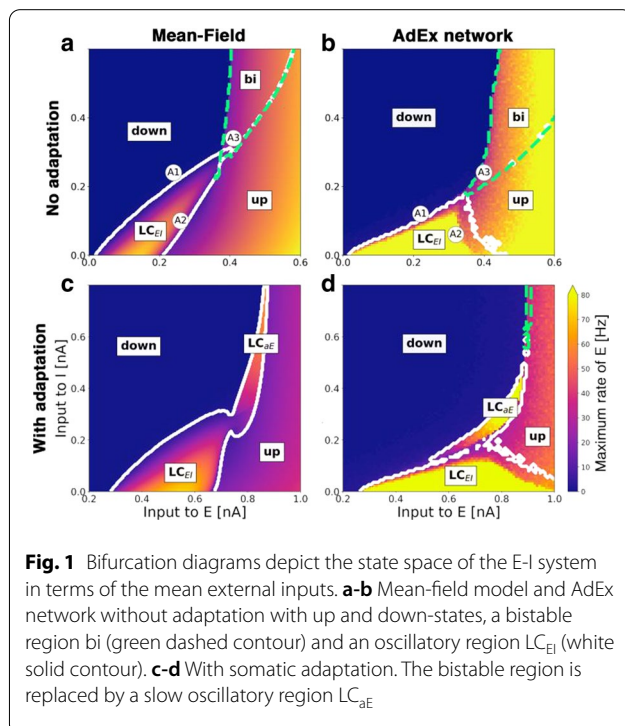 Mean-Field
AdEx network
a
b
No adaptation
down
bi
up
LC_EI
A1
A2
A3
0.0
0.2
0.4
0.0 0.2 0.4 0.6
down
bi
up
LC_EI
A1
A2
A3
0.0
0.2
0.4
0.0 0.2 0.4 0.6
c
d
With adaptation
Input to I [nA]
down
LC_aE
LC_EI
up
0.0
0.2
0.4
0.6
0.2 0.4 0.6 0.8 1.0
Input to E [nA]
down
LC_aE
LC_EI
up
0.0
0.2
0.4
0.6
0.2 0.4 0.6 0.8 1.0
Input to E [nA]
80
70
60
50
40
30
20
10
0
Maximum rate of E [Hz]
Fig. 1 Bifurcation diagrams depict the state space of the E-I system
in terms of the mean external inputs. a-b Mean-field model and AdEx
network without adaptation with up and down-states, a bistable
region bi (green dashed contour) and an oscillatory region LC_EI (white
solid contour). c-d With somatic adaptation. The bistable region is
replaced by a slow oscillatory region LC_aE